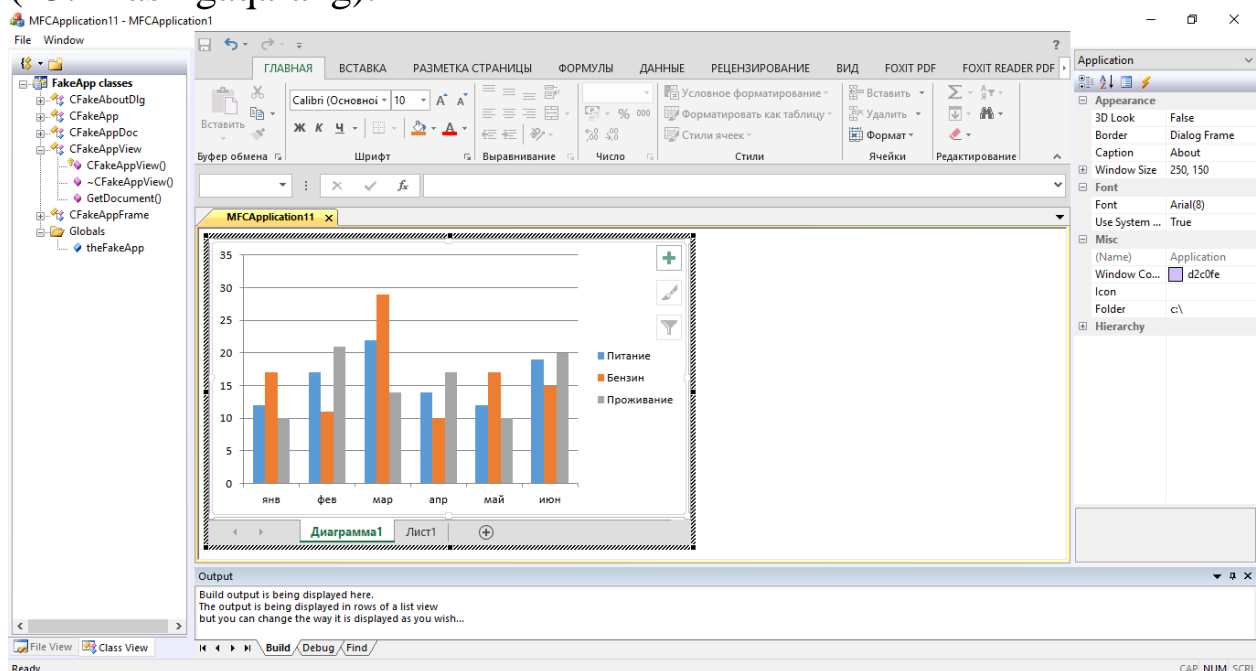 MFCApplication11 - MFCApplication1
File Window
FakeApp classes
CFakeAboutDlg
CFakeApp
CFakeAppDoc
CFakeAppView
CFakeAppView()
~CFakeAppView()
GetDocument()
CFakeAppFrame
Globals
theFakeApp
File View Class View
?
ГЛАВНАЯ ВСТАВКА РАЗМЕТКА СТРАНИЦЫ ФОРМУЛЫ ДАННЫЕ РЕЦЕНЗИРОВАНИЕ ВИД FOXIT PDF FOXIT READER PDF
Вставить
Буфер обмена
Calibri (Основної 10 А А
Ж К Ч А
Шрифт
Выравнивание
% 000
,00 ,0
Число
Условное форматирование
Форматировать как таблицу
Стили ячеек
Стили
Вставить
Удалить
Формат
Ячейки
Редактирование
fx
MFCApplication11 x
35
30
25
20
15
10
5
0
янв фев мар апр май июн
Питание
Бензин
Проживание
Диаграмма1 Лист1
Output
Build output is being displayed here.
The output is being displayed in rows of a list view
but you can change the way it is displayed as you wish...
Build Debug Find
Application
Appearance
3D Look False
Border Dialog Frame
Caption About
Window Size 250, 150
Font
Font Arial(8)
Use System ... True
Misc
(Name) Application
Window Co... d2c0fe
Icon
Folder c:\
Hierarchy
Ready CAP NUM SCRL